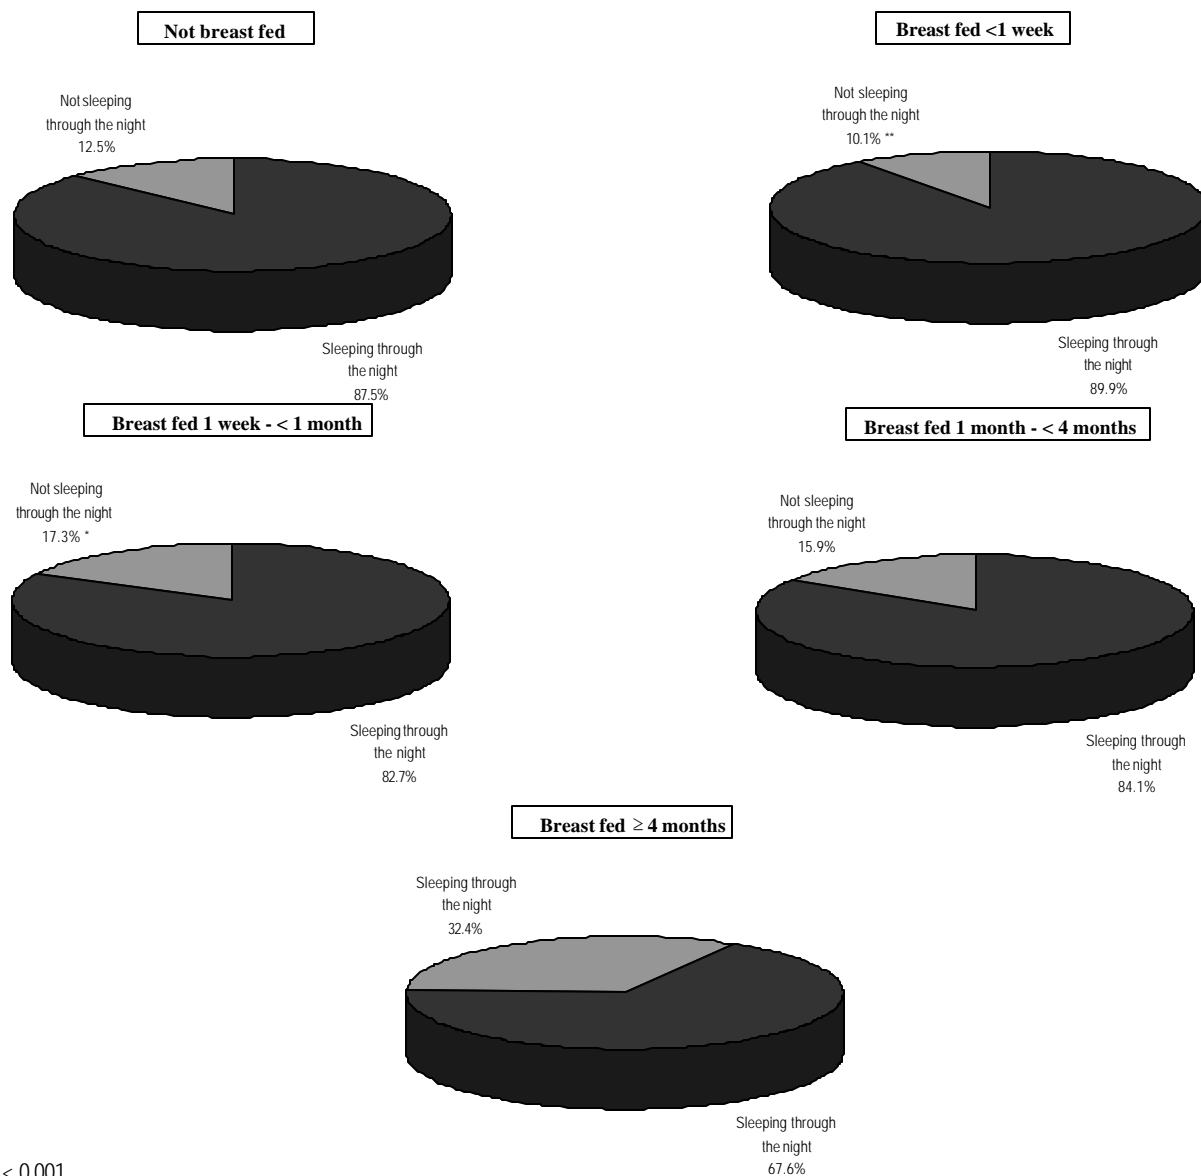 Not breast fed
Not sleeping
through the night
12.5%
Sleeping through
the night
87.5%
Breast fed <1 week
Not sleeping
through the night
10.1% **
Sleeping through
the night
89.9%
Breast fed 1 week - < 1 month
Not sleeping
through the night
17.3% *
Sleeping through
the night
82.7%
Breast fed 1 month - < 4 months
Not sleeping
through the night
15.9%
Sleeping through
the night
84.1%
Breast fed ≥ 4 months
Sleeping through
the night
32.4%
Sleeping through
the night
67.6%
< 0.001